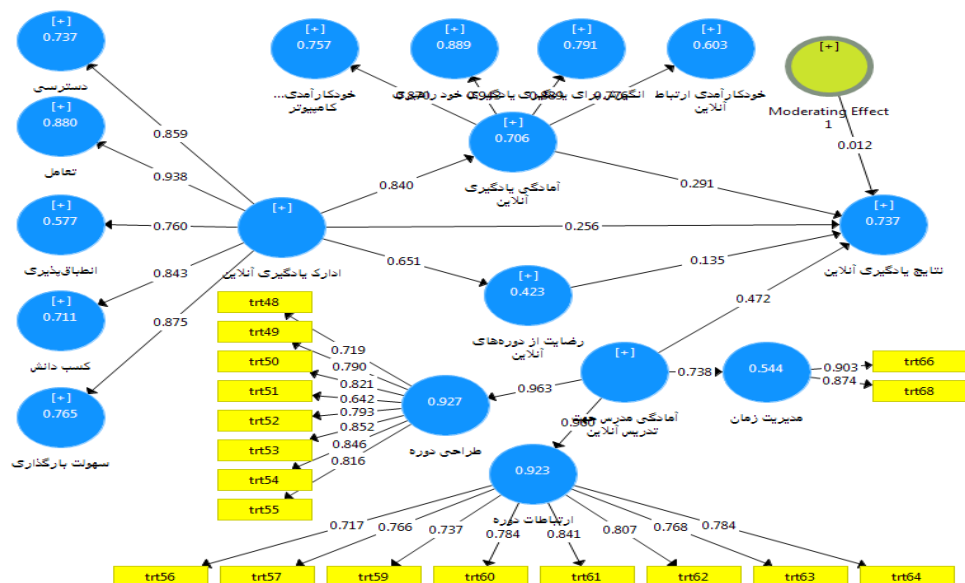 [+]
0.737
دسترسی
[+]
0.880
تعامل
[+]
0.577
انطباق‌پذیری
[+]
0.711
کسب دانش
[+]
0.765
سهولت بارگذاری
0.859
0.938
0.760
0.843
0.875
[+]
ادارک یادگیری آنلاین
[+]
0.757
خودکارآمدی...
کامپیوتر
[+]
0.889
[+]
0.791
[+]
0.603
خودکارآمدی ارتباط
آنلاین
0.870
[+]
0.706
آمادگی یادگیری
آنلاین
0.840
0.256
0.651
0.291
0.135
0.472
[+]
Moderating Effect
1
0.012
[+]
0.737
نتایج یادگیری آنلاین
[+]
0.423
رضایت از دوره‌های
آنلاین
[+]
آمادگی مدرس جهت
تدریس آنلاین
0.963
0.738
0.960
0.544
مدیریت زمان
0.903
0.874
trt66
trt68
0.927
طراحی دوره
trt48
trt49
trt50
trt51
trt52
trt53
trt54
trt55
0.719
0.790
0.821
0.642
0.793
0.852
0.846
0.816
0.923
ارتباطات دوره
0.717
0.766
0.737
0.784
0.841
0.807
0.768
0.784
trt56
trt57
trt59
trt60
trt61
trt62
trt63
trt64